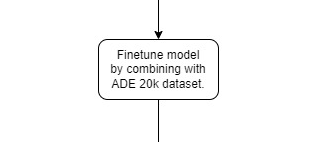 Finetune model
by combining with
ADE 20k dataset.